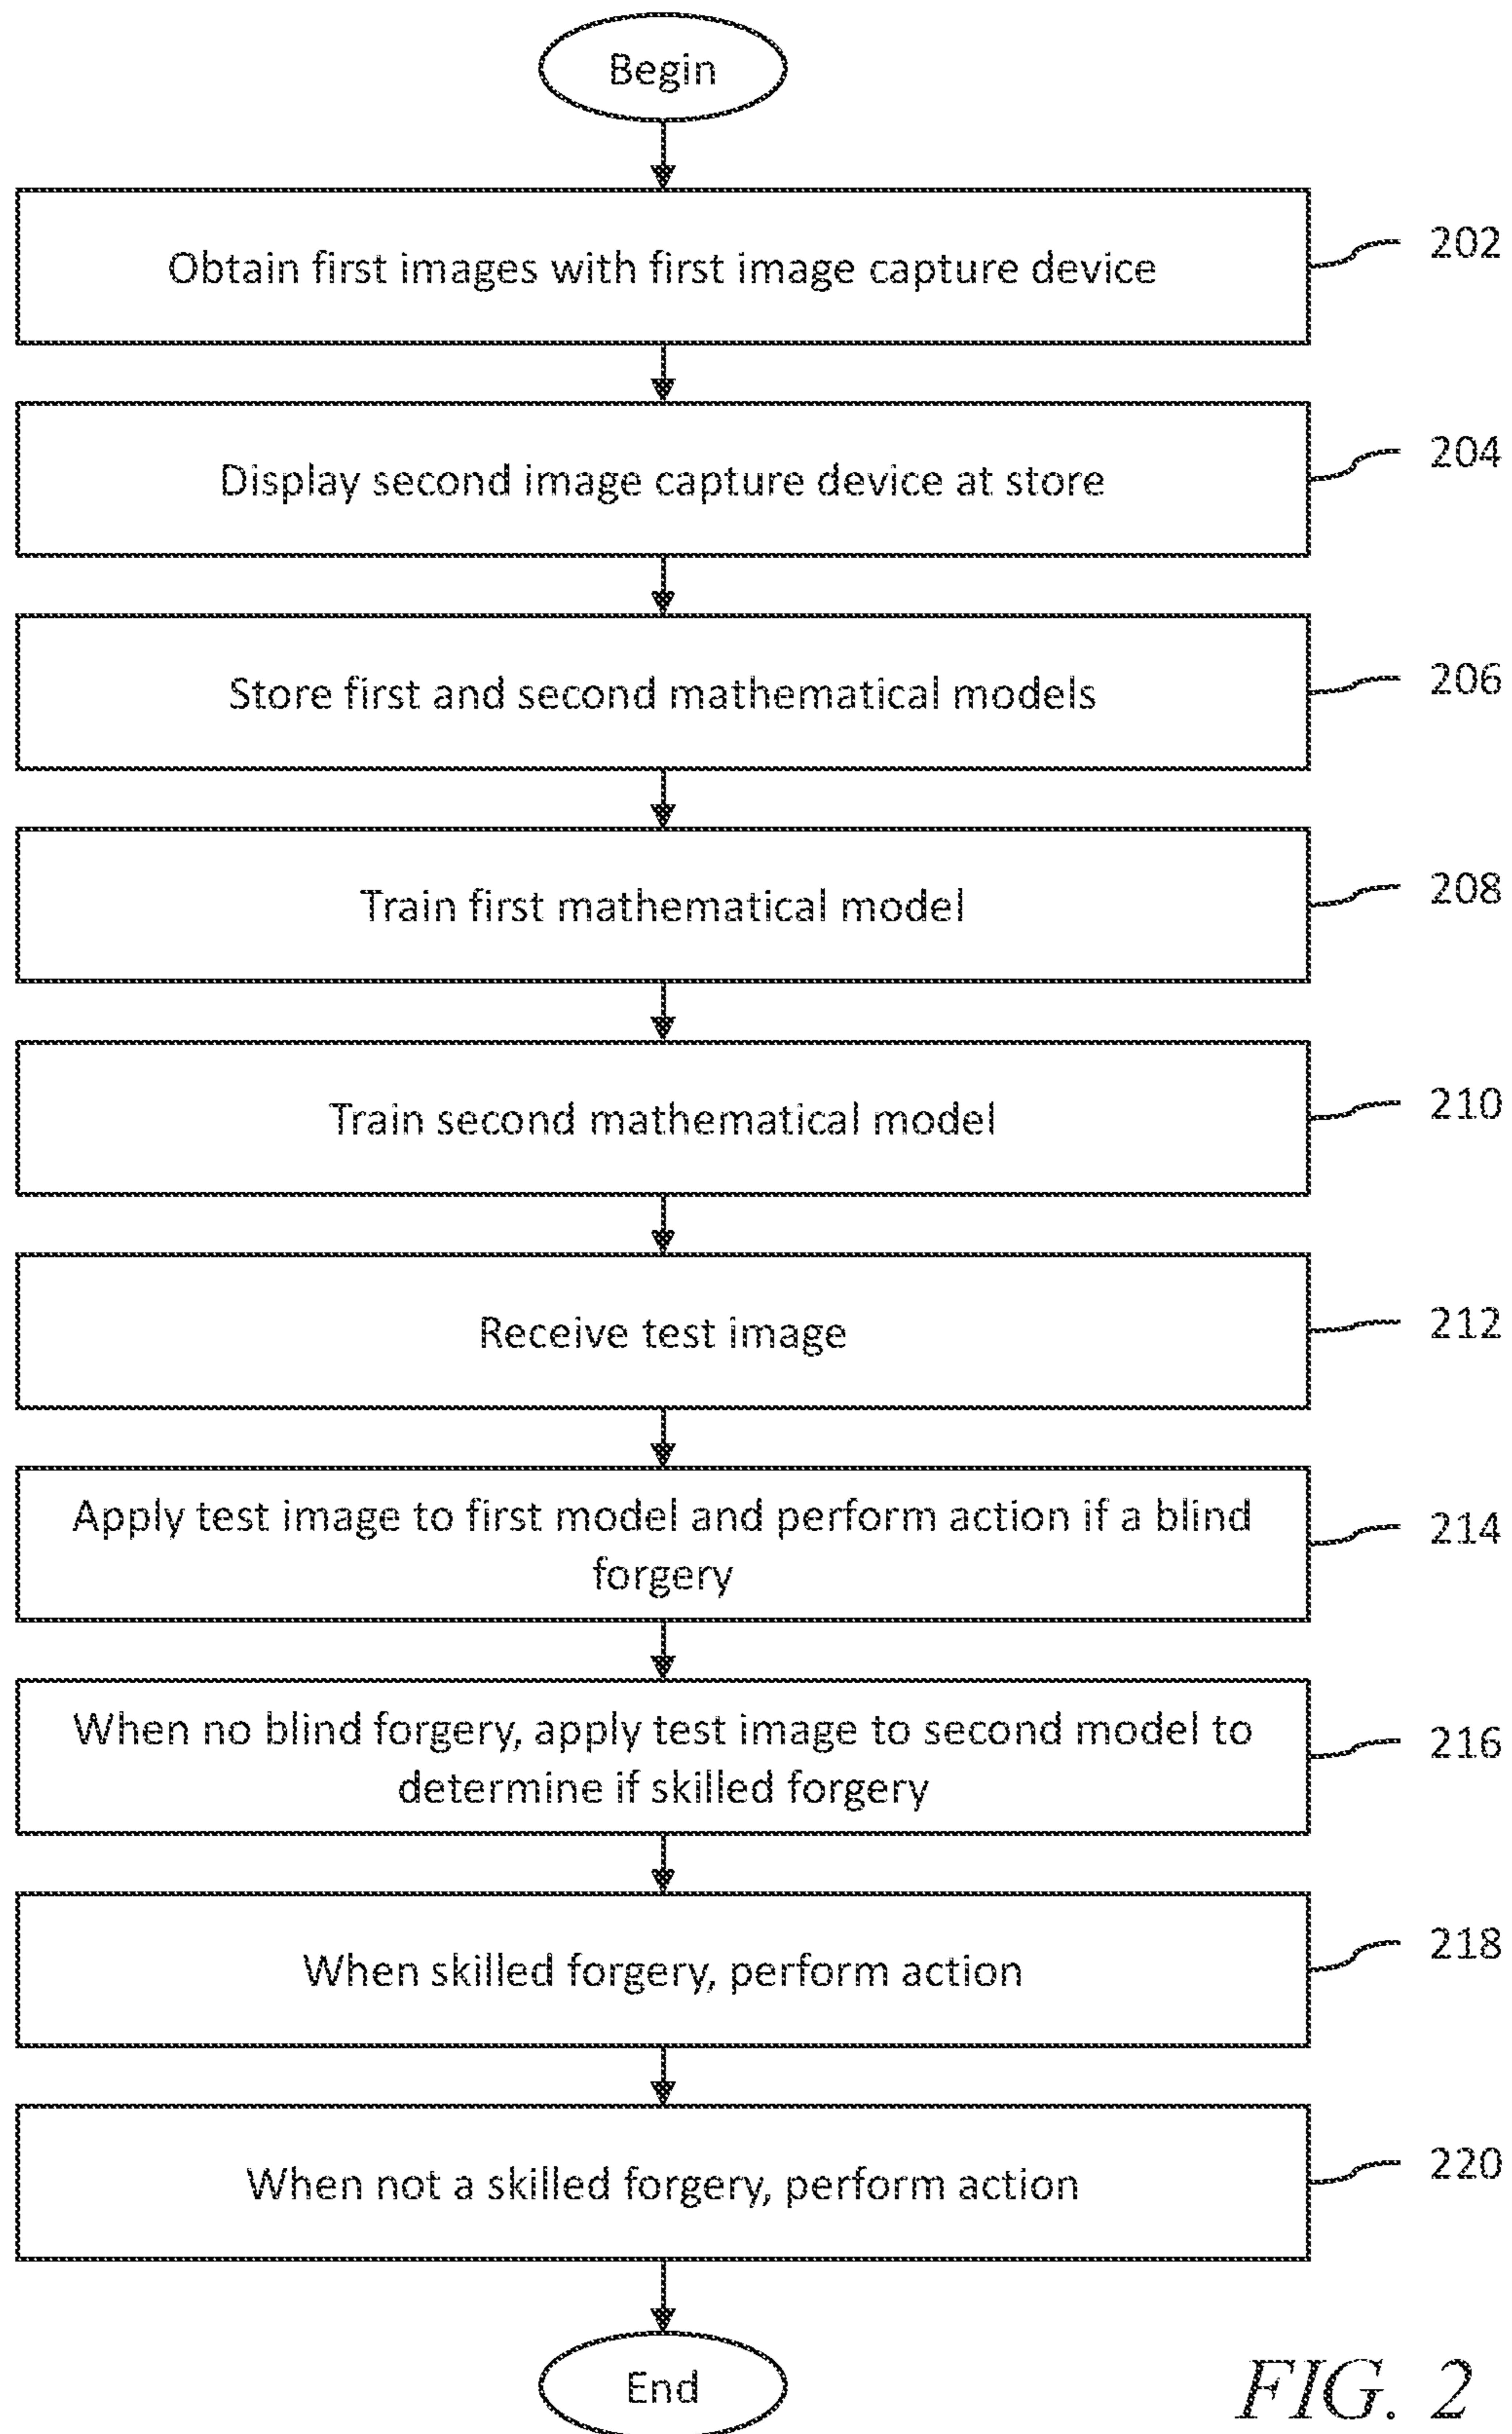 Begin
Obtain first images with first image capture device
202
Display second image capture device at store
204
Store first and second mathematical models
206
Train first mathematical model
208
Train second mathematical model
210
Receive test image
212
Apply test image to first model and perform action if a blind
forgery
214
When no blind forgery, apply test image to second model to
determine if skilled forgery
216
When skilled forgery, perform action
218
When not a skilled forgery, perform action
220
End
FIG. 2